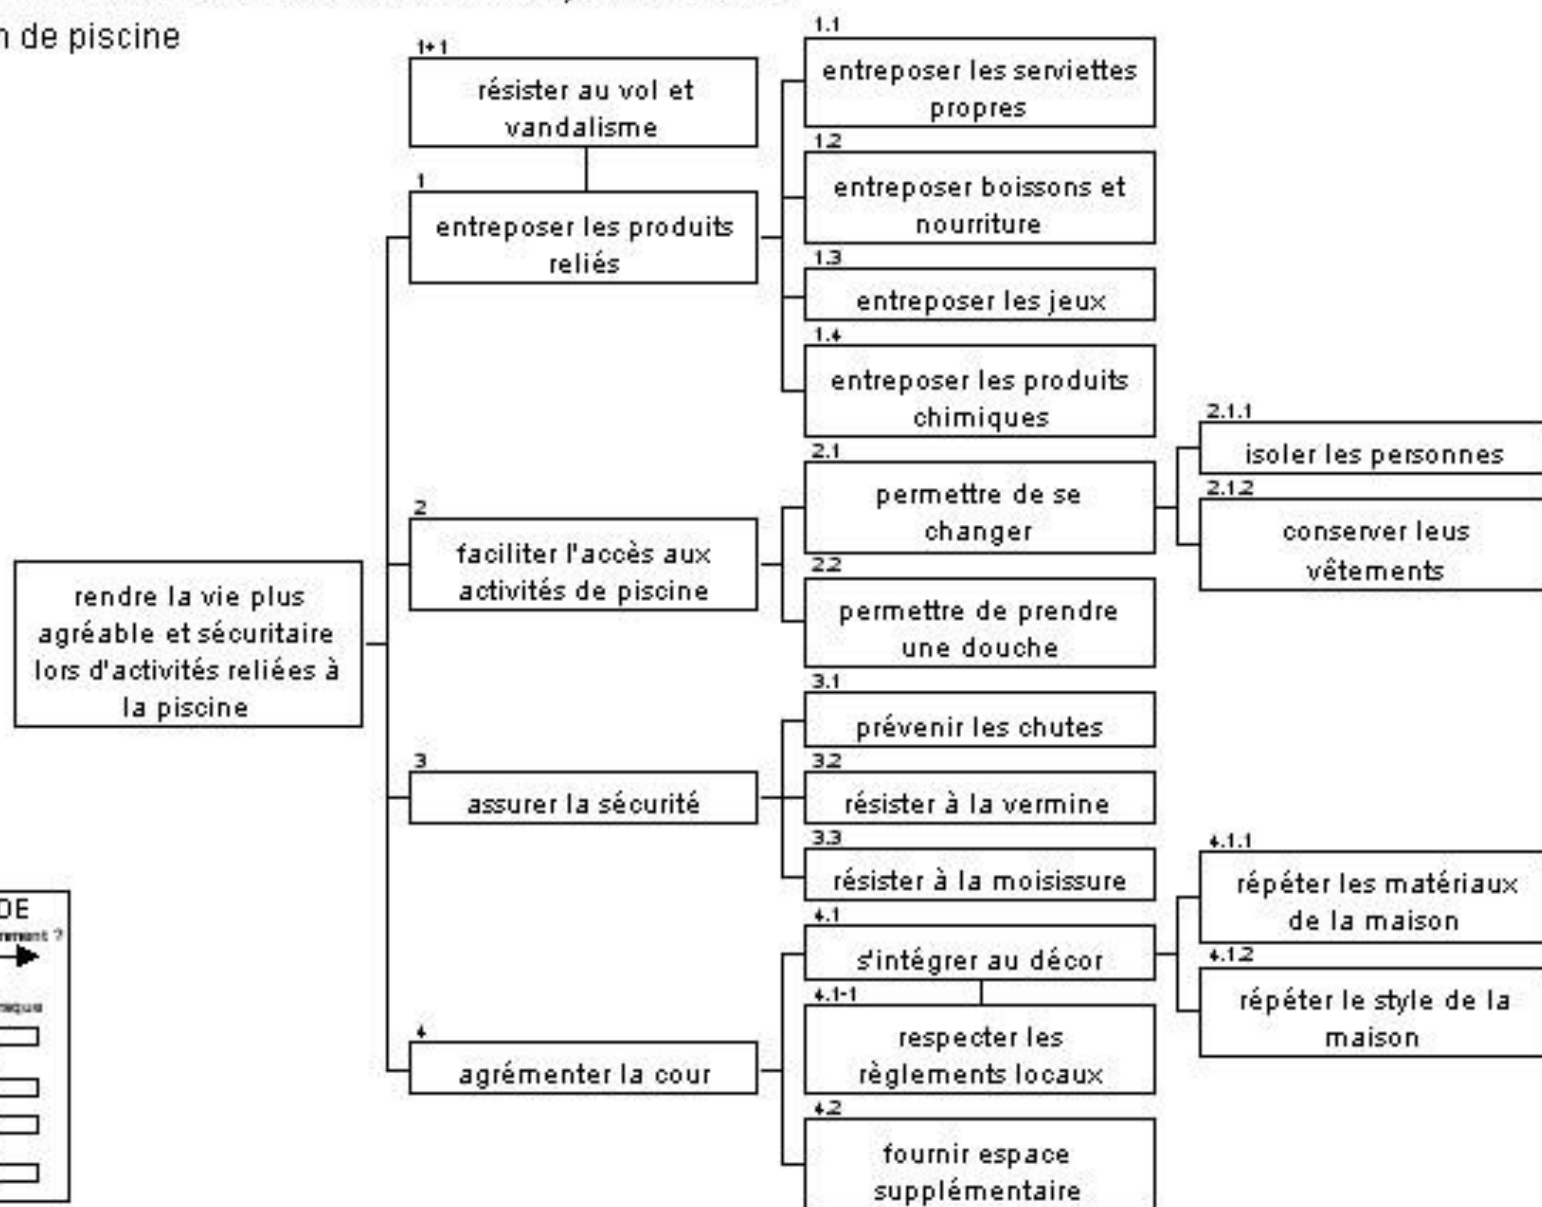 n de piscine
1+1
résister au vol et
vandalisme
1
entreposer les produits
reliés
1.1
entreposer les serviettes
propres
1.2
entreposer boissons et
nourriture
1.3
entreposer les jeux
1.4
entreposer les produits
chimiques
2
faciliter l'accès aux
activités de piscine
2.1
permettre de se
changer
2.1.1
isoler les personnes
2.1.2
conserver leus
vêtements
2.2
permettre de prendre
une douche
rendre la vie plus
agréable et sécuritaire
lors d'activités reliées à
la piscine
3
assurer la sécurité
3.1
prévenir les chutes
3.2
résister à la vermine
3.3
résister à la moisissure
4
agrémenter la cour
4.1
s'intégrer au décor
4.1.1
répéter les matériaux
de la maison
4.1.2
répéter le style de la
maison
4.1-1
respecter les
règlements locaux
4.2
fournir espace
supplémentaire
DE
mment ?